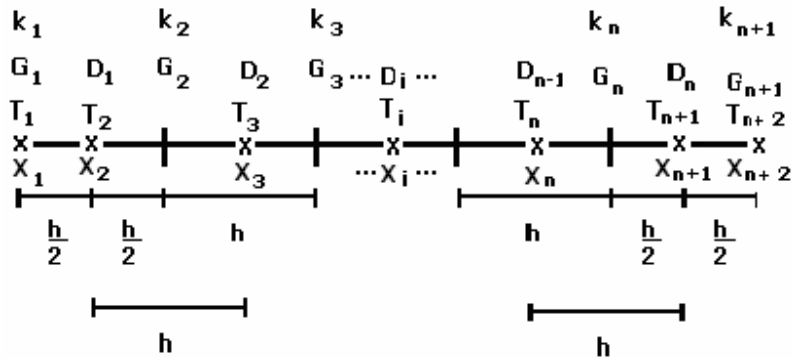 k₁ k₂ k₃ kₙ kₙ₊₁
G₁ D₁ G₂ D₂ G₃ ··· Dᵢ ··· Dₙ₋₁ Gₙ Dₙ Gₙ₊₁
T₁ T₂ T₃ Tᵢ Tₙ Tₙ₊₁ Tₙ₊₂
x x x x x x x
X₁ X₂ X₃ ··· Xᵢ ··· Xₙ Xₙ₊₁ Xₙ₊₂
h/2 h/2 h h h/2 h/2
h h